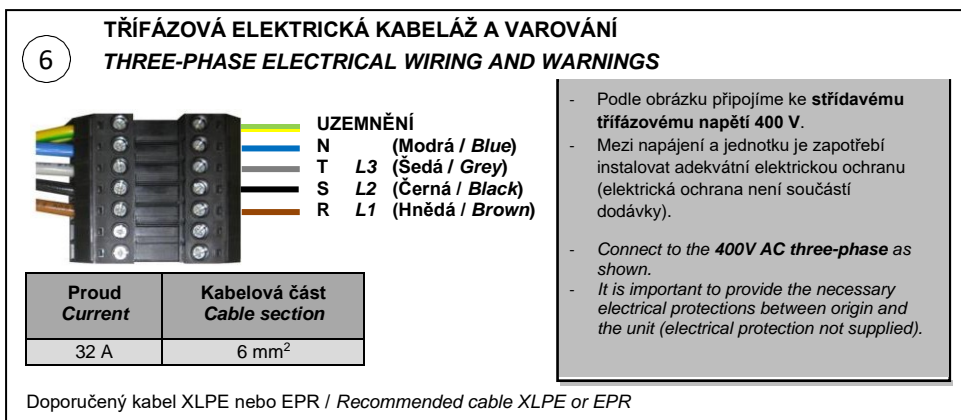 TŘÍFÁZOVÁ ELEKTRICKÁ KABELÁŽ A VAROVÁNÍ
6
THREE-PHASE ELECTRICAL WIRING AND WARNINGS
UZEMNĚNÍ
N (Modrá / Blue)
T L3 (Šedá / Grey)
S L2 (Černá / Black)
R L1 (Hnědá / Brown)
- Podle obrázku připojíme ke střídavému
třífázovému napětí 400 V.
- Mezi napájení a jednotku je zapotřebí
instalovat adekvátní elektrickou ochranu
(elektrická ochrana není součástí
dodávky).
- Connect to the 400V AC three-phase as
shown.
- It is important to provide the necessary
electrical protections between origin and
the unit (electrical protection not supplied).
Proud Kabelová část
Current Cable section
32 A 6 mm²
Doporučený kabel XLPE nebo EPR / Recommended cable XLPE or EPR